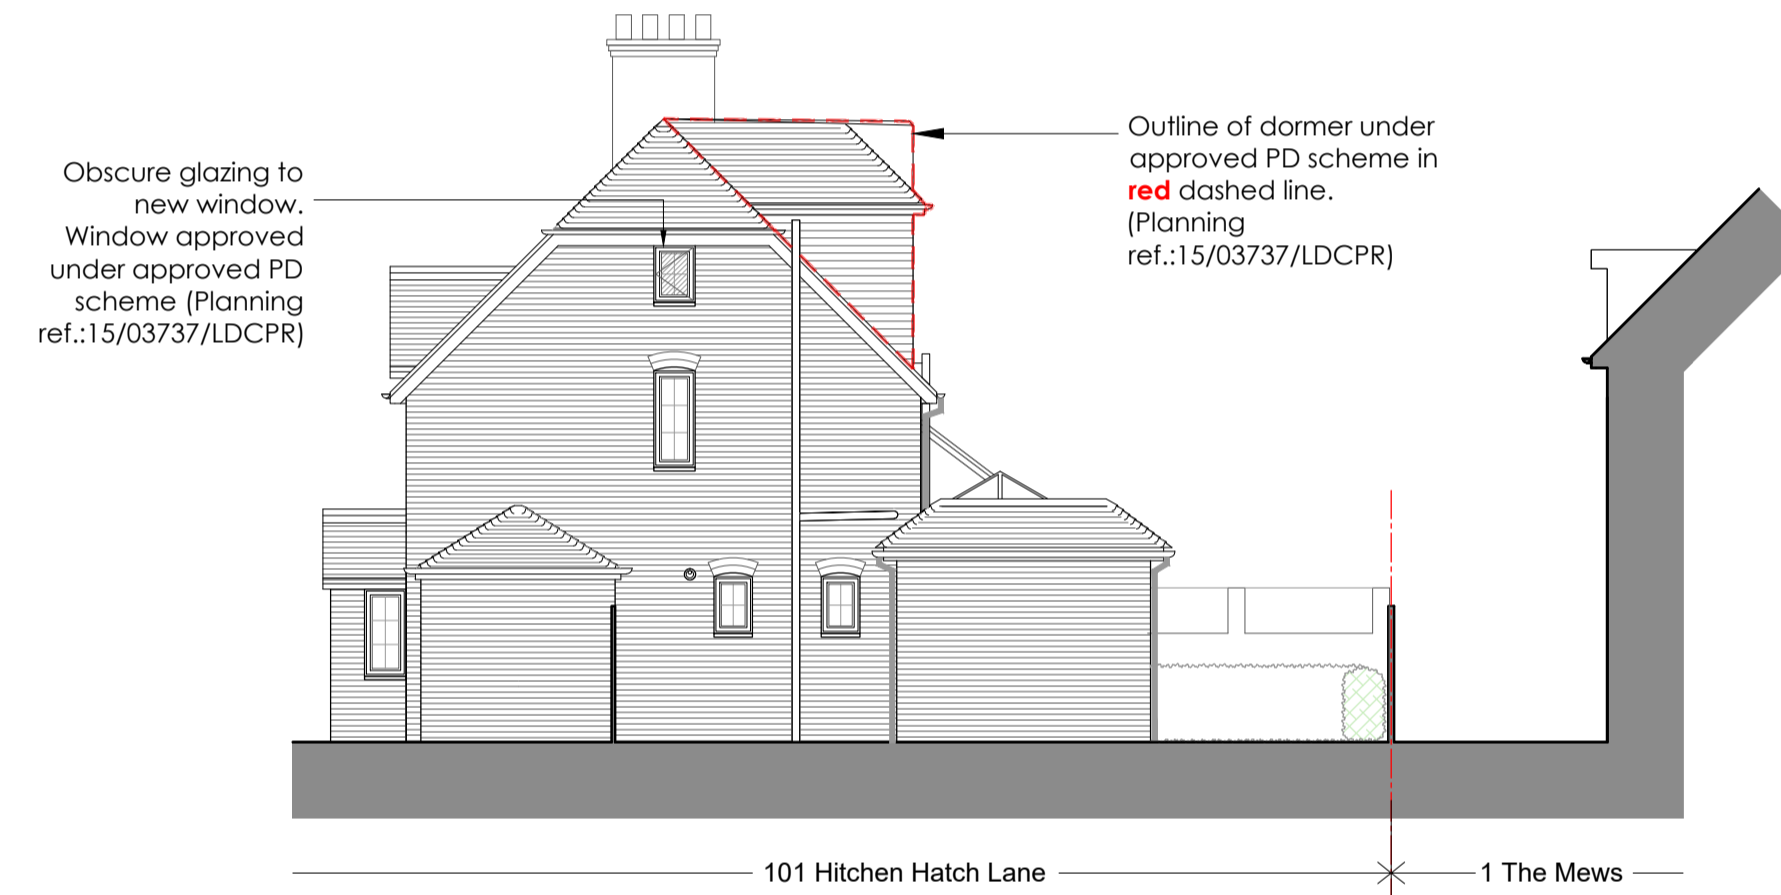 Obscure glazing to
new window.
Window approved
under approved PD
scheme (Planning
ref.:15/03737/LDCPR)
Outline of dormer under
approved PD scheme in
red dashed line.
(Planning
ref.:15/03737/LDCPR)
101 Hitchen Hatch Lane
1 The Mews